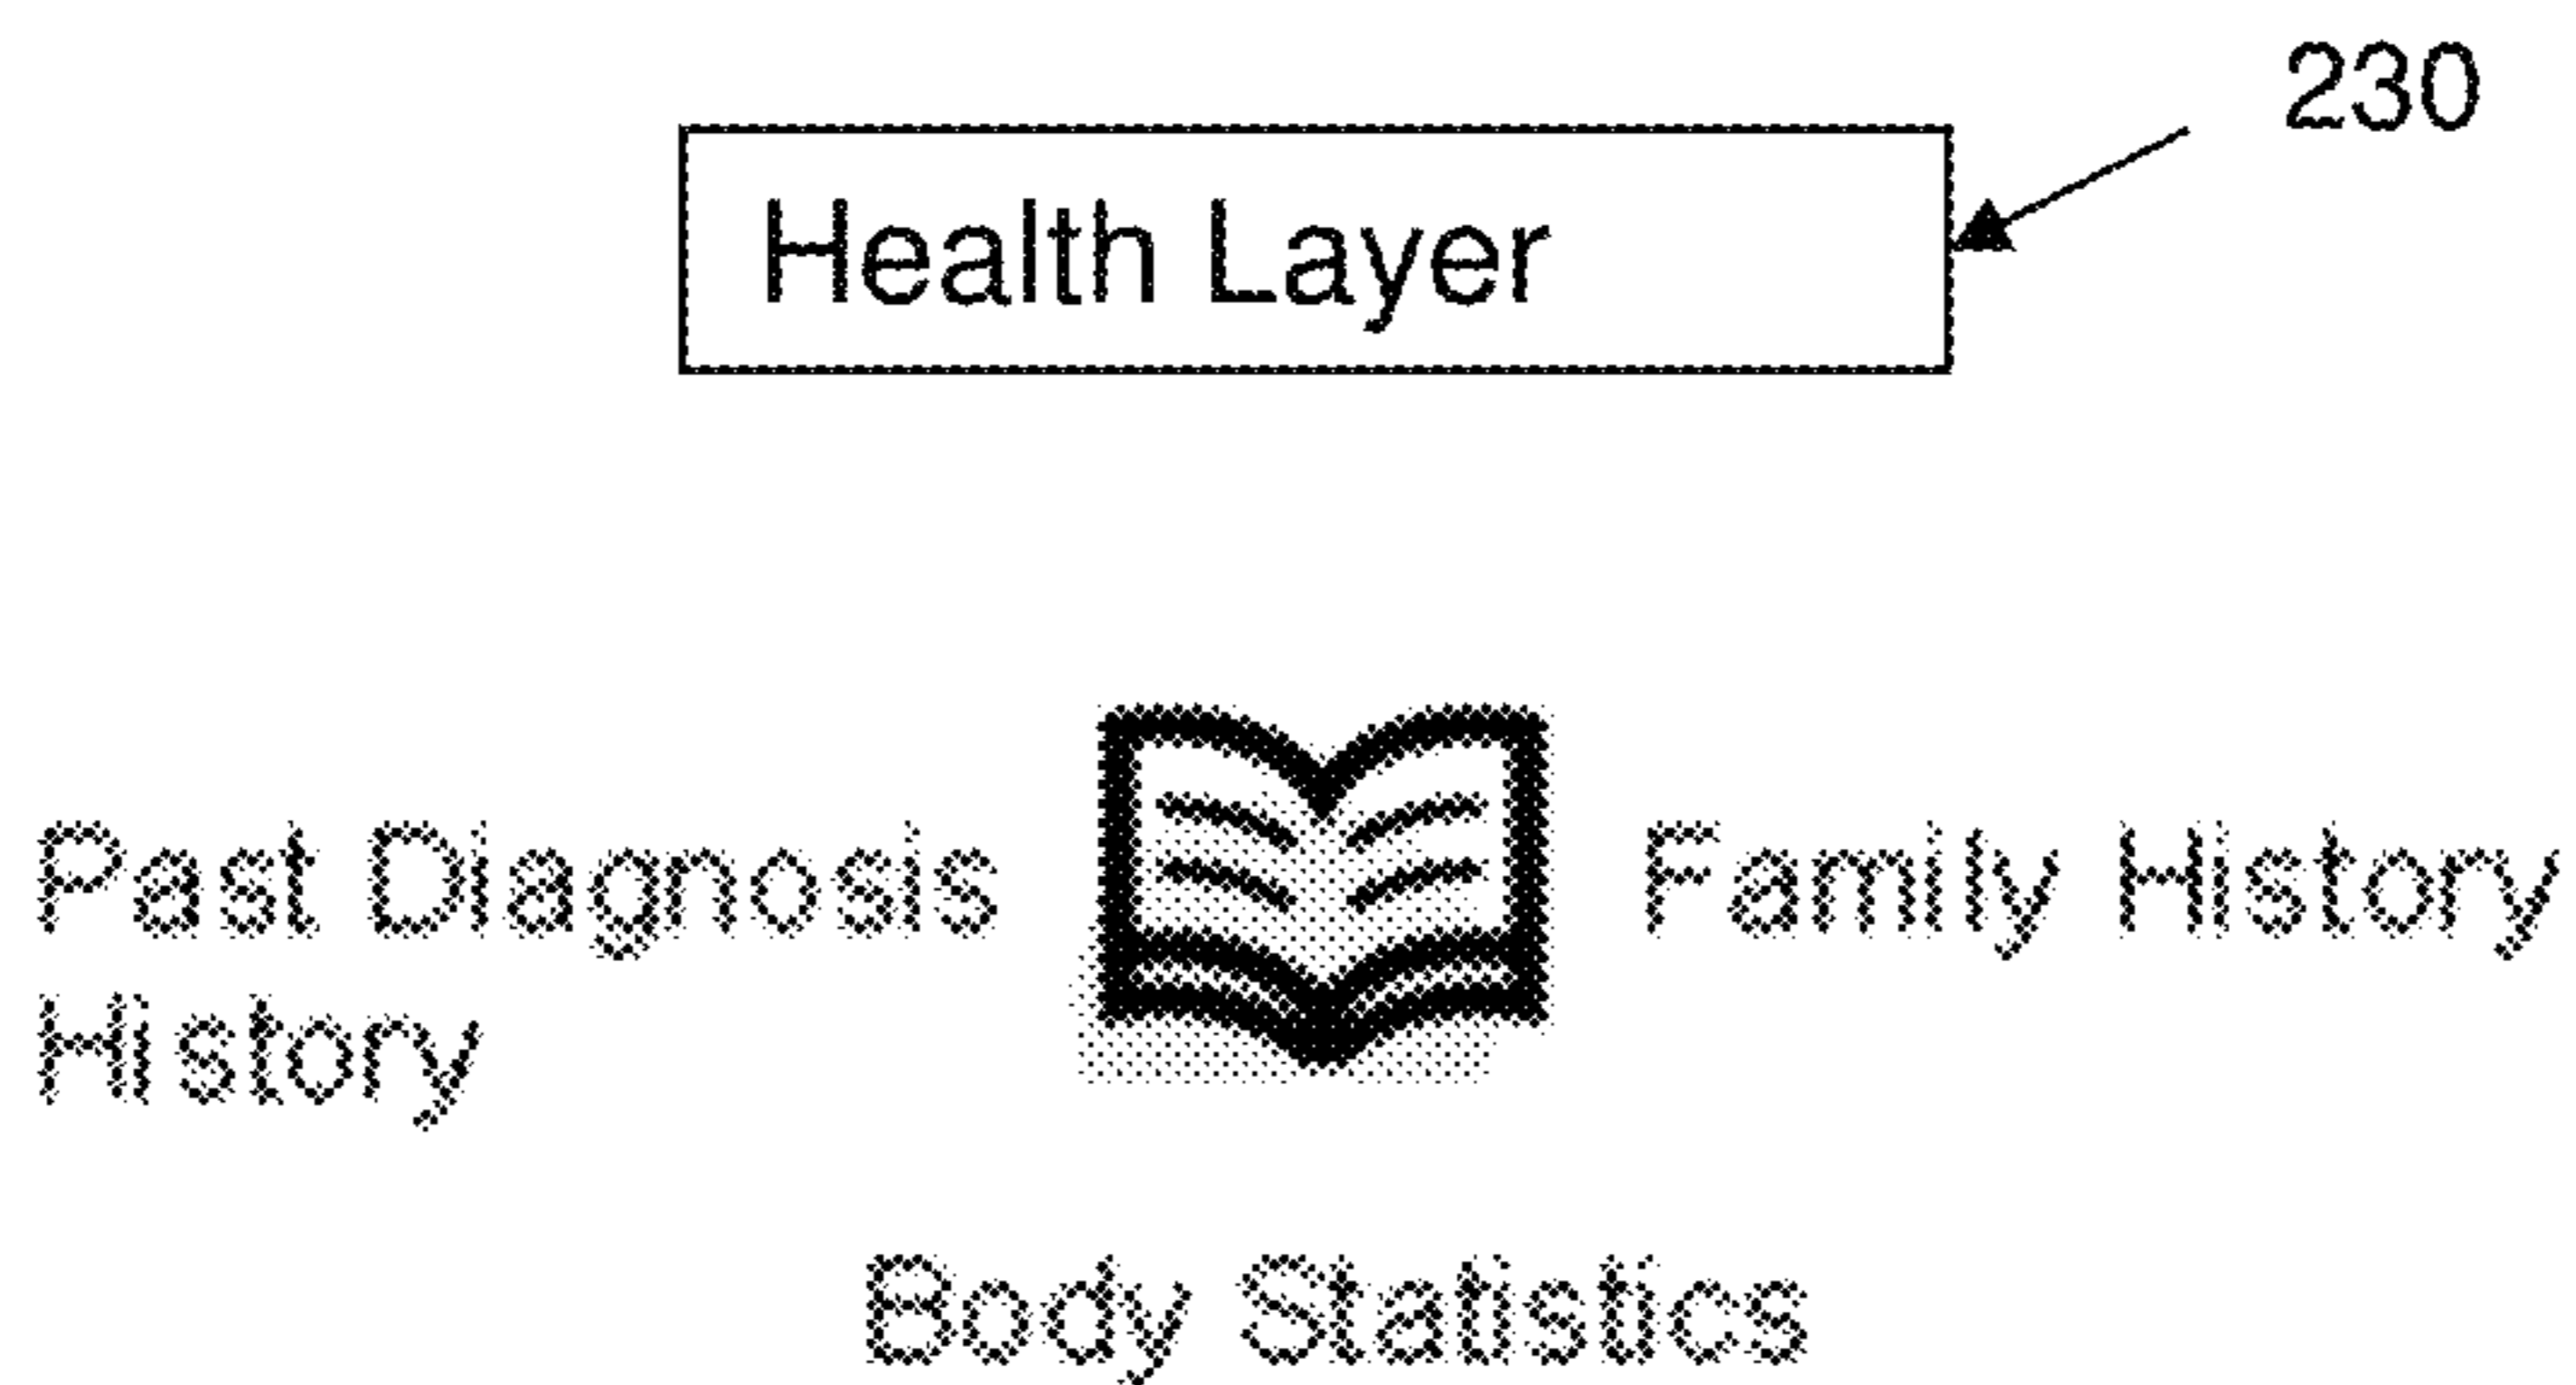 230
Health Layer
Past Diagnosis
History
Family History
Body Statistics